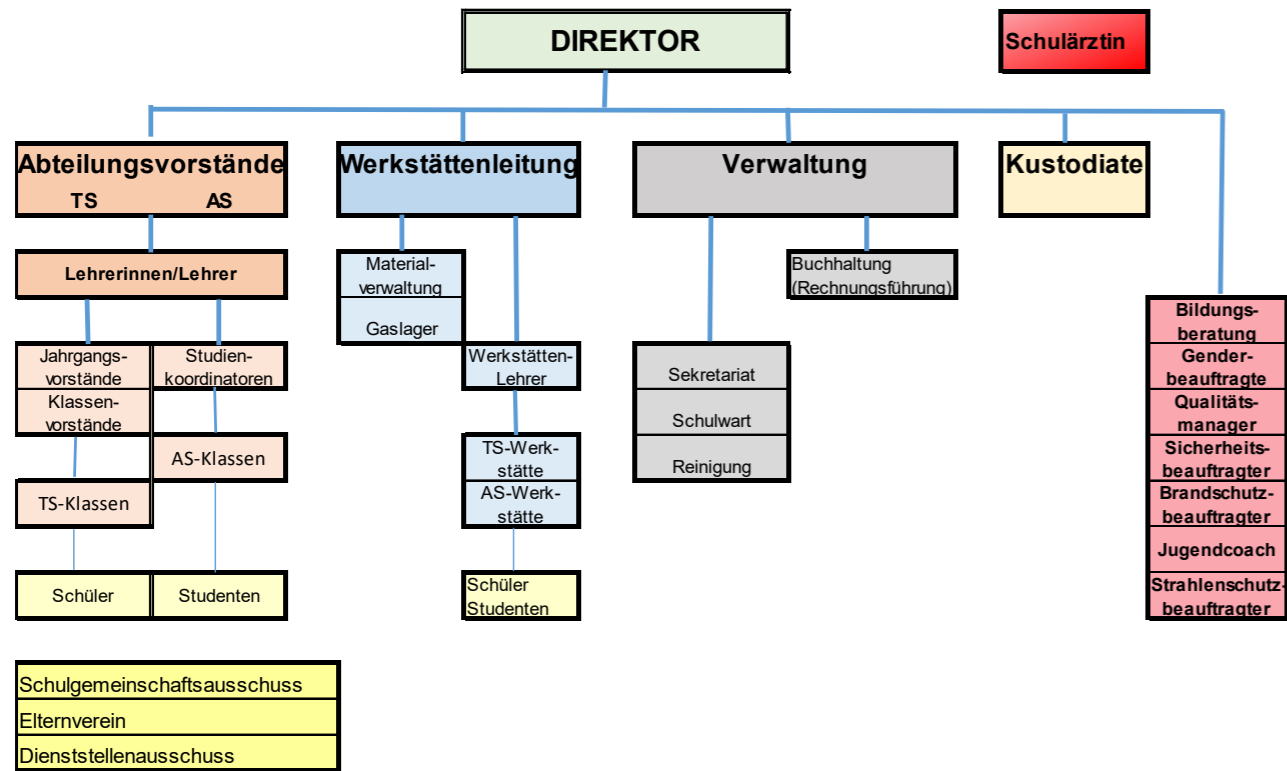 DIREKTOR
Schulärztin
Abteilungsvorstände
TS AS
Werkstättenleitung
Verwaltung
Kustodiate
Lehrerinnen/Lehrer
Material-
verwaltung
Gaslager
Buchhaltung
(Rechnungsführung)
Jahrgangs-
vorstände
Klassen-
vorstände
Studien-
koordinatoren
Werkstätten-
Lehrer
Sekretariat
Schulwart
Reinigung
Bildungs-
beratung
Gender-
beauftragte
Qualitäts-
manager
Sicherheits-
beauftragter
Brandschutz-
beauftragter
Jugendcoach
Strahlenschutz-
beauftragter
AS-Klassen
TS-Klassen
TS-Werk-
stätte
AS-Werk-
stätte
Schüler
Studenten
Schüler
Studenten
Schulgemeinschaftsausschuss
Elternverein
Dienststellenausschuss